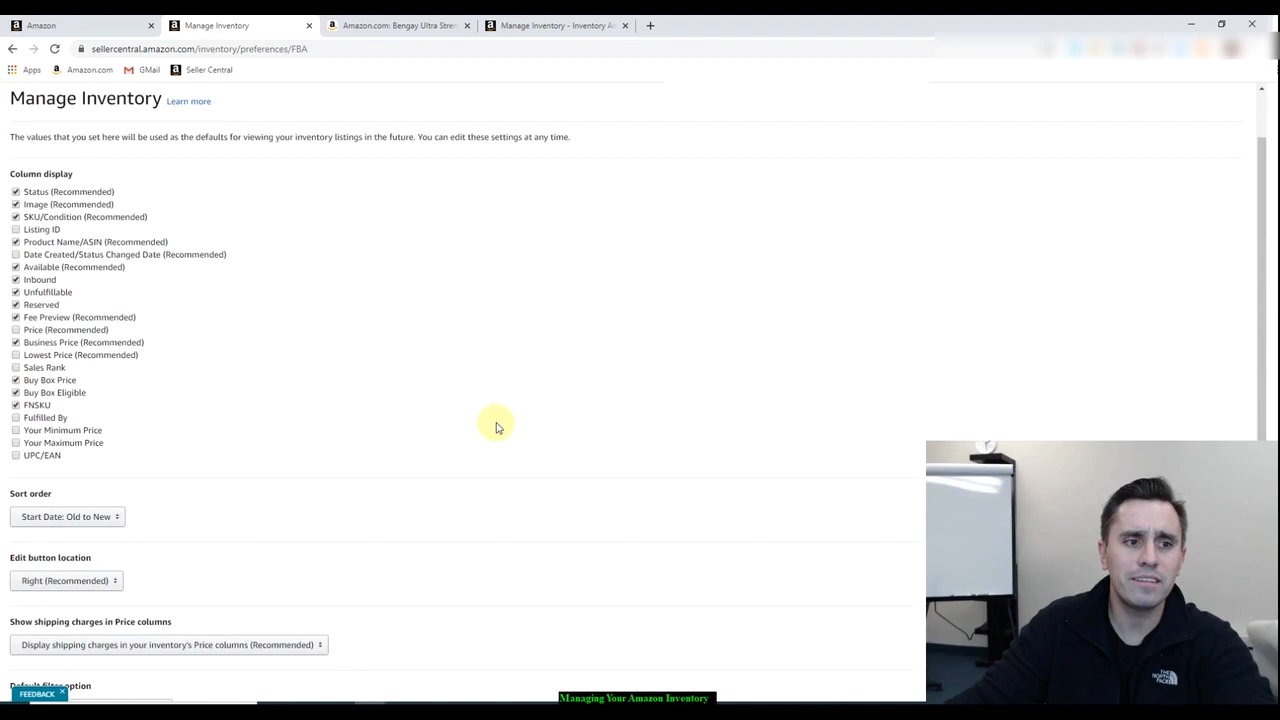 Amazon
Manage Inventory
Amazon.com: Bengay Ultra Stren
Manage Inventory - Inventory A
sellercentral.amazon.com/inventory/preferences/FBA
Apps
Amazon.com
GMail
Seller Central
Manage Inventory Learn more
The values that you set here will be used as the defaults for viewing your inventory listings in the future. You can edit these settings at any time.
Column display
Status (Recommended)
Image (Recommended)
SKU/Condition (Recommended)
Listing ID
Product Name/ASIN (Recommended)
Date Created/Status Changed Date (Recommended)
Available (Recommended)
Inbound
Unfulfillable
Reserved
Fee Preview (Recommended)
Price (Recommended)
Business Price (Recommended)
Lowest Price (Recommended)
Sales Rank
Buy Box Price
Buy Box Eligible
FNSKU
Fulfilled By
Your Minimum Price
Your Maximum Price
UPC/EAN
Sort order
Start Date: Old to New
Edit button location
Right (Recommended)
Show shipping charges in Price columns
Display shipping charges in your inventory's Price columns (Recommended)
Default filter option
FEEDBACK
Managing Your Amazon Inventory
THE
NORTH
FACE